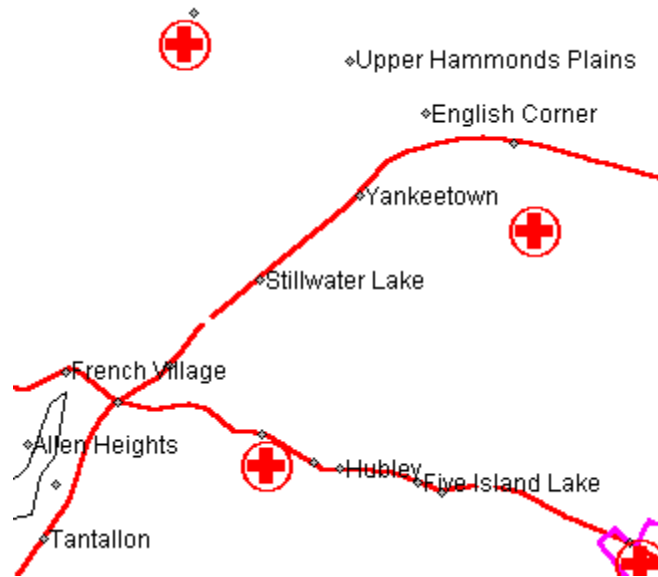 Upper Hammonds Plains
English Corner
Yankeetown
Stillwater Lake
French Village
Allen Heights
Hubley
Five Island Lake
Tantallon